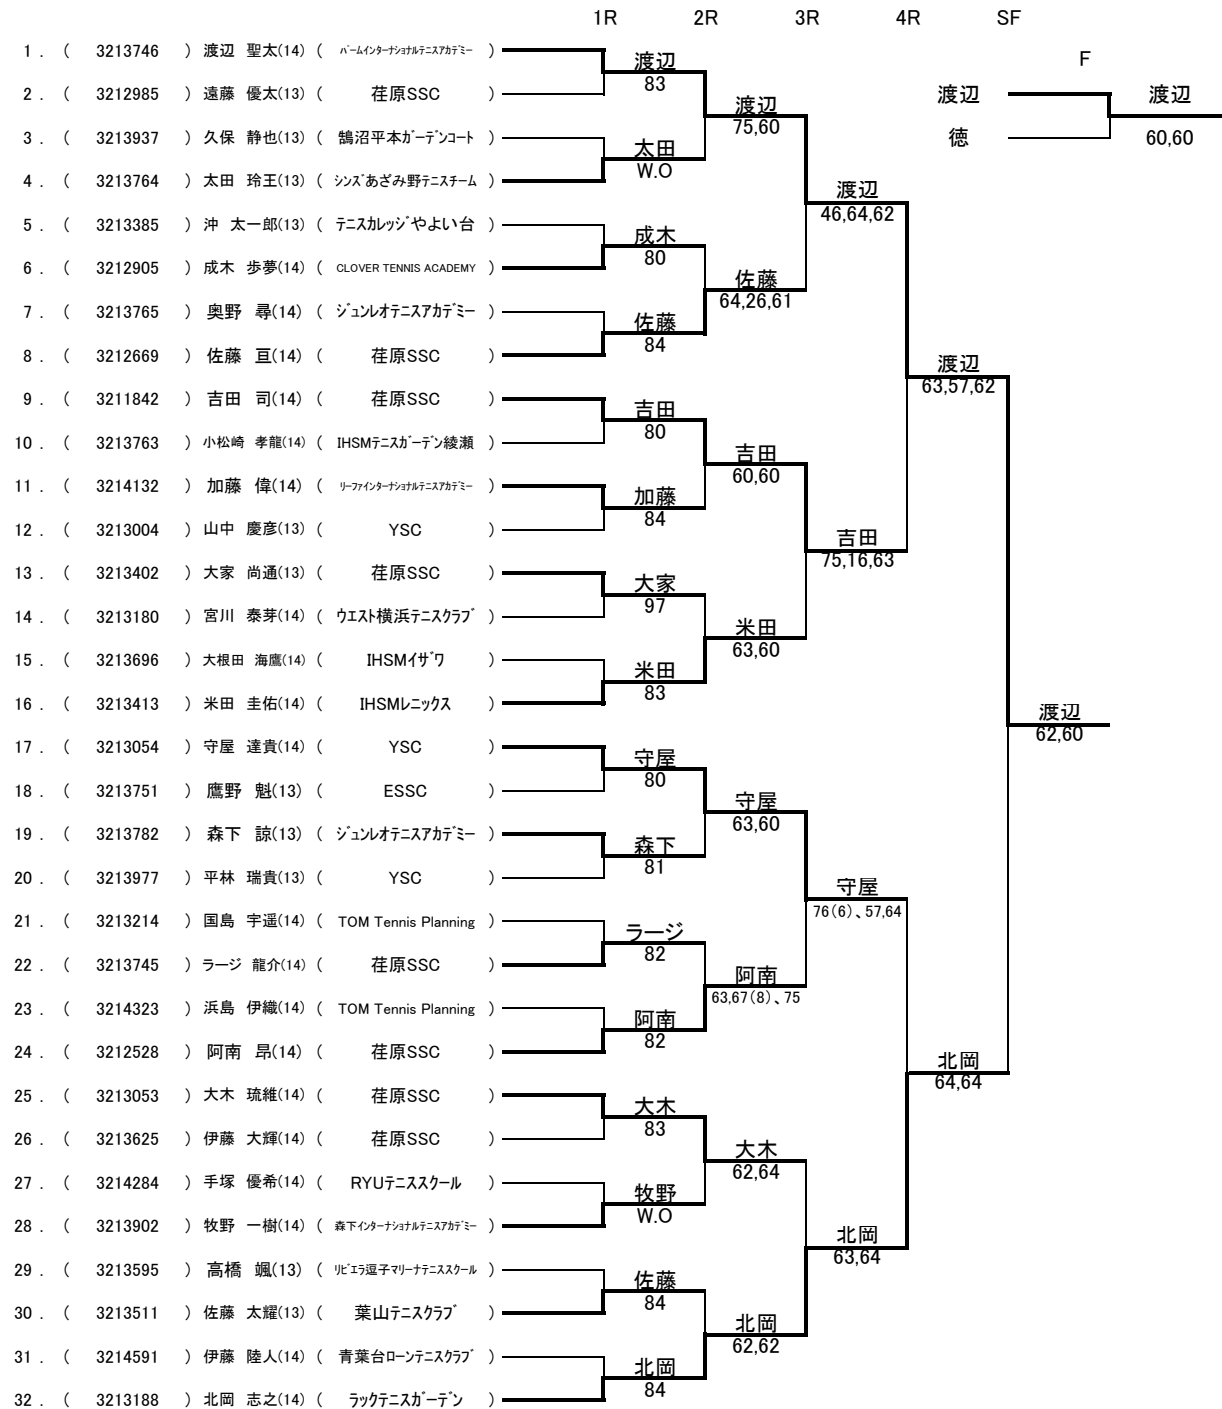 1R 2R 3R 4R SF
F
渡辺 渡辺
徳 60,60
1 . ( 3213746 ) 渡辺 聖太(14) ( パームインターナショナルテニスアカデミー )
渡辺
83
2 . ( 3212985 ) 遠藤 優太(13) ( 荏原SSC )
渡辺
75,60
3 . ( 3213937 ) 久保 静也(13) ( 鵠沼平本ガーデンコート )
太田
W.O
4 . ( 3213764 ) 太田 玲王(13) ( シンズあざみ野テニスチーム )
渡辺
46,64,62
5 . ( 3213385 ) 沖 太一郎(13) ( テニスカレッジやよい台 )
成木
80
6 . ( 3212905 ) 成木 歩夢(14) ( CLOVER TENNIS ACADEMY )
佐藤
64,26,61
7 . ( 3213765 ) 奥野 尋(14) ( ジュンレオテニスアカデミー )
佐藤
84
8 . ( 3212669 ) 佐藤 亘(14) ( 荏原SSC )
渡辺
63,57,62
9 . ( 3211842 ) 吉田 司(14) ( 荏原SSC )
吉田
80
10 . ( 3213763 ) 小松崎 孝龍(14) ( IHSMテニスガーデン綾瀬 )
吉田
60,60
11 . ( 3214132 ) 加藤 偉(14) ( リーファインターナショナルテニスアカデミー )
加藤
84
12 . ( 3213004 ) 山中 慶彦(13) ( YSC )
吉田
75,16,63
13 . ( 3213402 ) 大家 尚通(13) ( 荏原SSC )
大家
97
14 . ( 3213180 ) 宮川 泰芽(14) ( ウエスト横浜テニスクラブ )
米田
63,60
15 . ( 3213696 ) 大根田 海鷹(14) ( IHSMイザワ )
米田
83
16 . ( 3213413 ) 米田 圭佑(14) ( IHSMレニックス )
渡辺
62,60
17 . ( 3213054 ) 守屋 達貴(14) ( YSC )
守屋
80
18 . ( 3213751 ) 鷹野 魁(13) ( ESSC )
守屋
63,60
19 . ( 3213782 ) 森下 諒(13) ( ジュンレオテニスアカデミー )
森下
81
20 . ( 3213977 ) 平林 瑞貴(13) ( YSC )
守屋
76(6)、57,64
21 . ( 3213214 ) 国島 宇遥(14) ( TOM Tennis Planning )
ラージ
82
22 . ( 3213745 ) ラージ 龍介(14) ( 荏原SSC )
阿南
63,67(8)、75
23 . ( 3214323 ) 浜島 伊織(14) ( TOM Tennis Planning )
阿南
82
24 . ( 3212528 ) 阿南 昂(14) ( 荏原SSC )
北岡
64,64
25 . ( 3213053 ) 大木 琉維(14) ( 荏原SSC )
大木
83
26 . ( 3213625 ) 伊藤 大輝(14) ( 荏原SSC )
大木
62,64
27 . ( 3214284 ) 手塚 優希(14) ( RYUテニススクール )
牧野
W.O
28 . ( 3213902 ) 牧野 一樹(14) ( 森下インターナショナルテニスアカデミー )
北岡
63,64
29 . ( 3213595 ) 高橋 颯(13) ( リビエラ逗子マリーナテニススクール )
佐藤
84
30 . ( 3213511 ) 佐藤 太耀(13) ( 葉山テニスクラブ )
北岡
62,62
31 . ( 3214591 ) 伊藤 陸人(14) ( 青葉台ローンテニスクラブ )
北岡
84
32 . ( 3213188 ) 北岡 志之(14) ( ラックテニスガーデン )